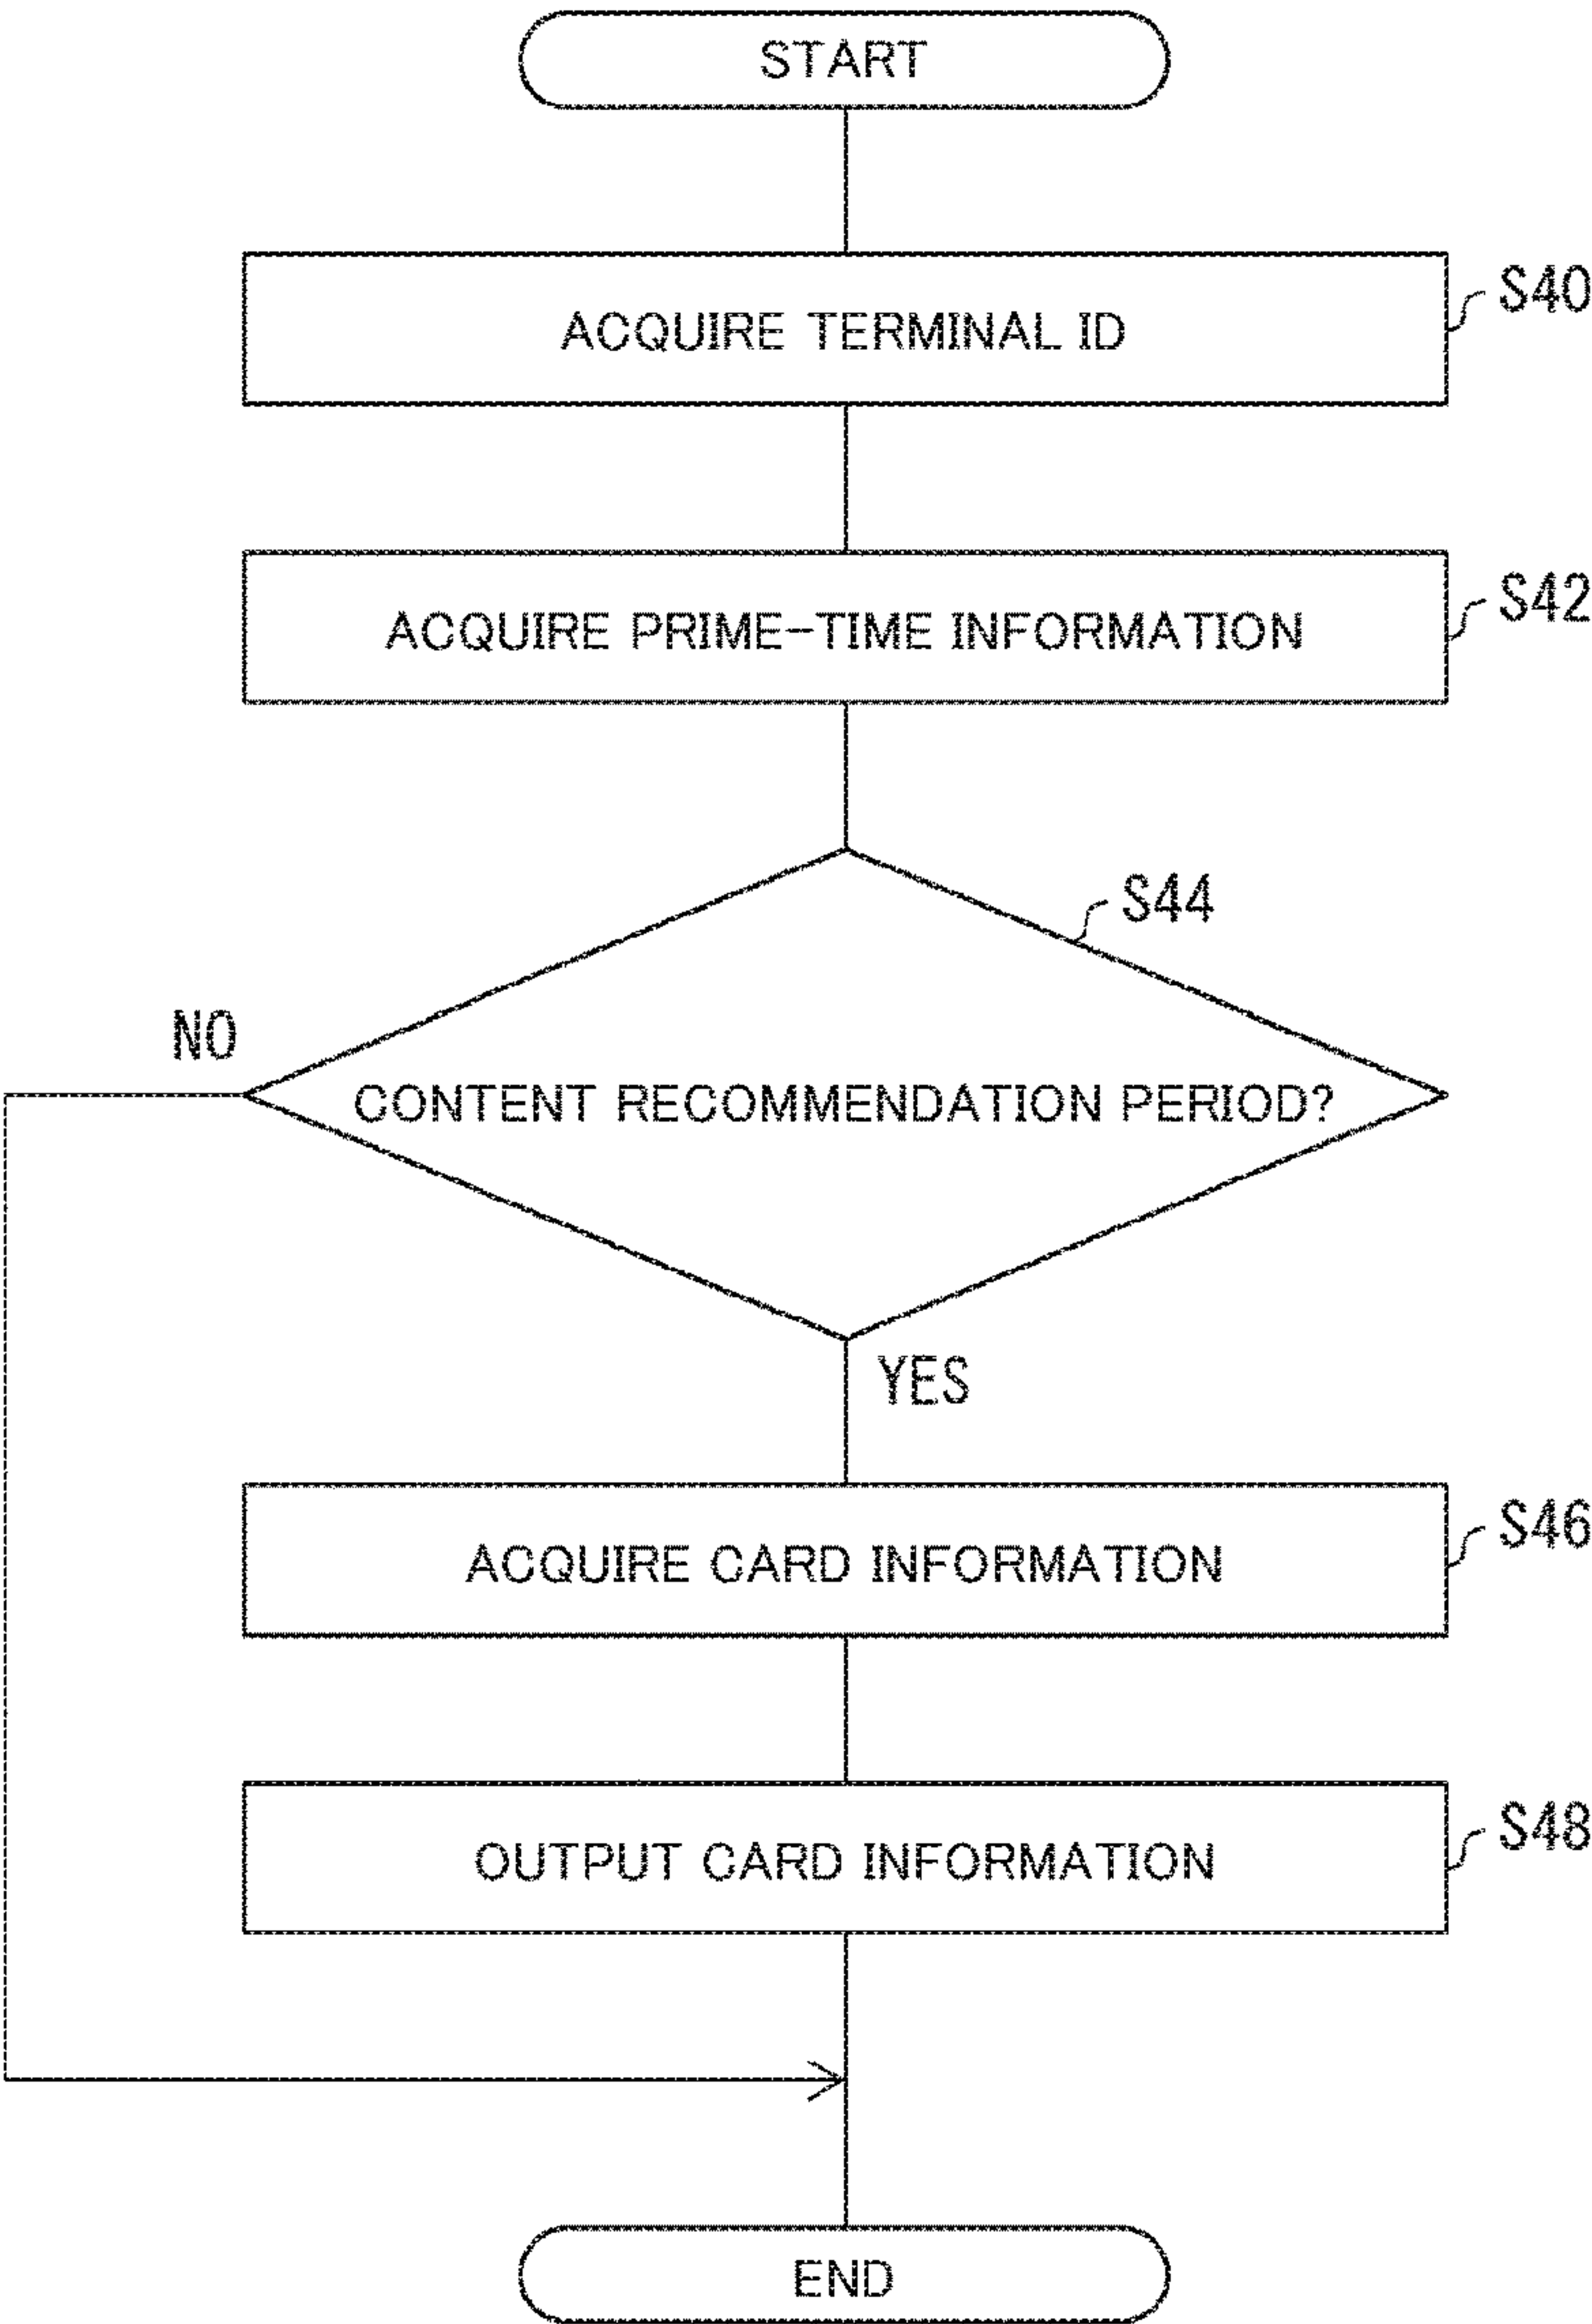 START
ACQUIRE TERMINAL ID
S40
ACQUIRE PRIME-TIME INFORMATION
S42
S44
NO
CONTENT RECOMMENDATION PERIOD?
YES
ACQUIRE CARD INFORMATION
S46
OUTPUT CARD INFORMATION
S48
END